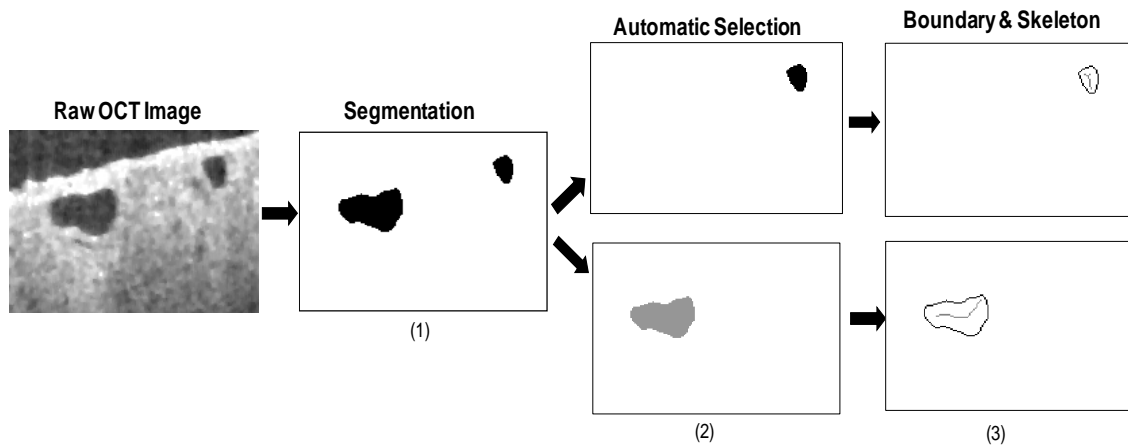 Raw OCT Image
Segmentation
Automatic Selection
Boundary & Skeleton
(1)
(2)
(3)